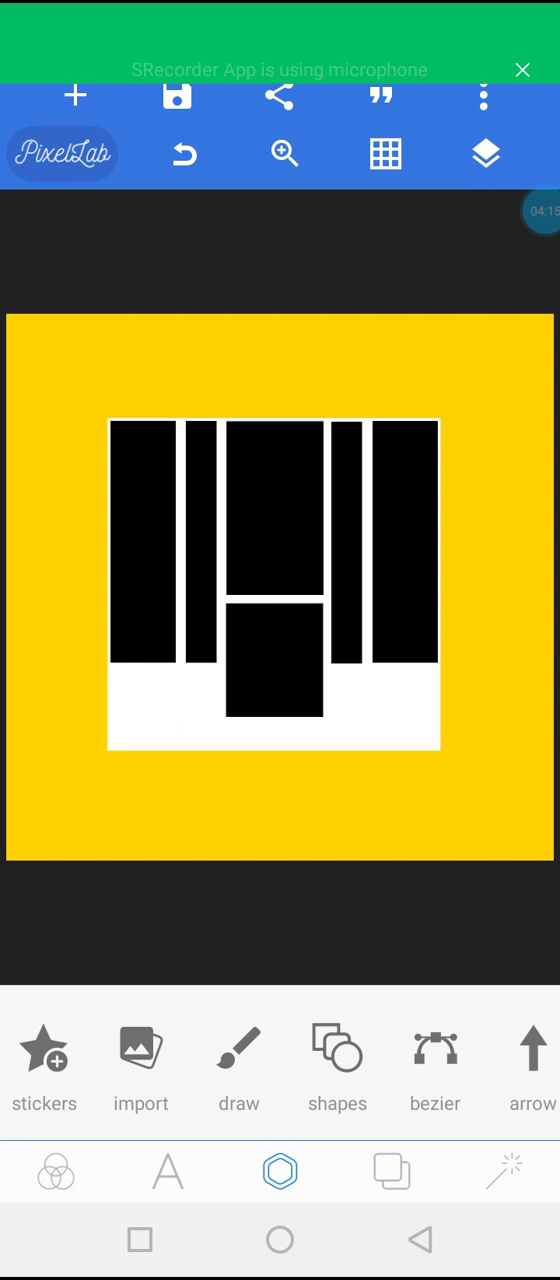 SRecorder App is using microphone
PixelLab
04:15
stickers import draw shapes bezier arrow